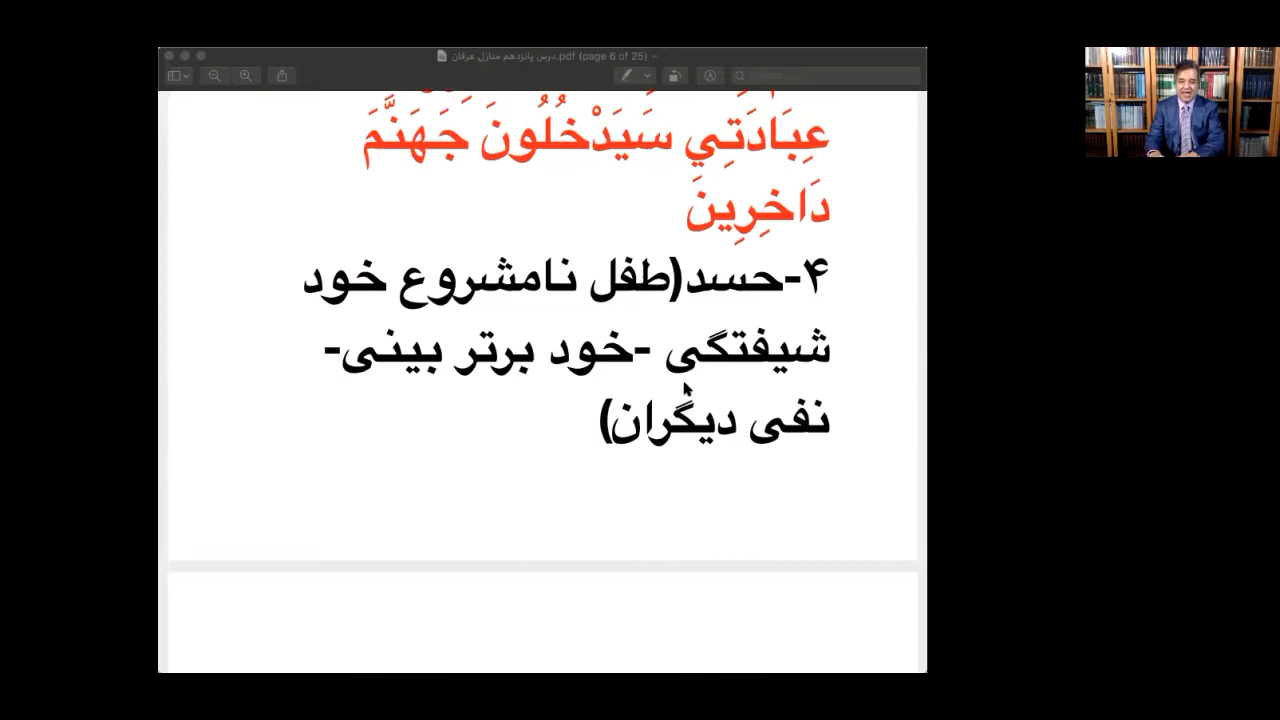 درس پانزدهم منازل عرفان.pdf (page 6 of 25)
عِبَادَتِي سَيَدْخُلُونَ جَهَنَّمَ
دَاخِرِينَ
۴-حسد(طفل نامشروع خود
شیفتگی -خود برتر بینی-
نفی دیگران)